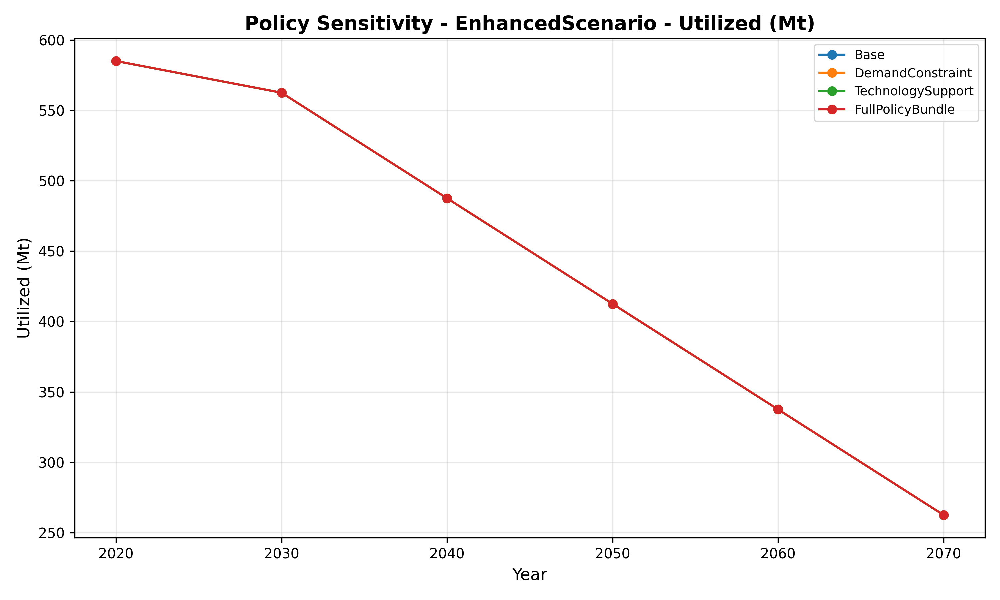 Policy Sensitivity - EnhancedScenario - Utilized (Mt)
600
550
500
450
400
350
300
250
Utilized (Mt)
Base
DemandConstraint
TechnologySupport
FullPolicyBundle
2020 2030 2040 2050 2060 2070
Year